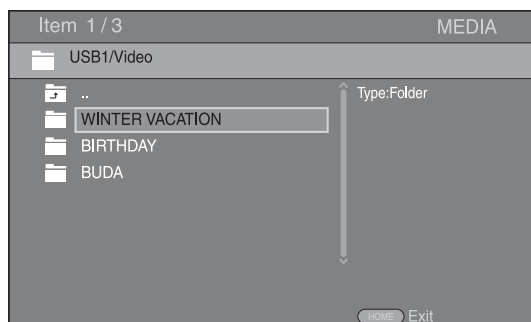 Item 1/3 MEDIA
USB1/Video
.. Type:Folder
WINTER VACATION
BIRTHDAY
BUDA
HOME Exit